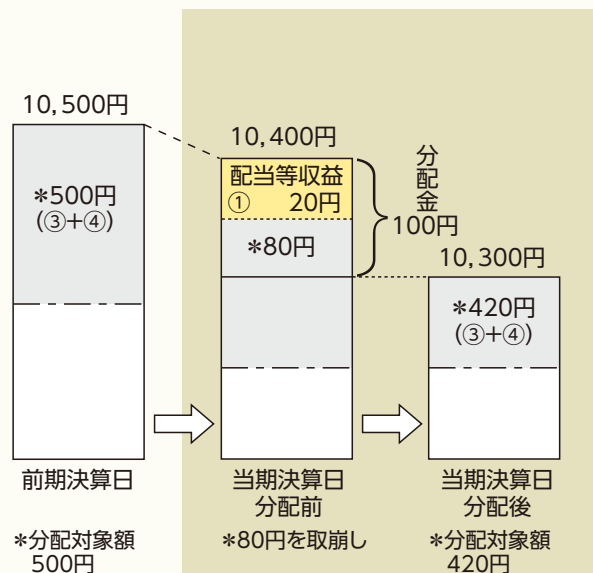 10,500円
*500円
(③+④)
前期決算日
*分配対象額
500円
10,400円
配当等収益
① 20円
*80円
分配金
100円
当期決算日
分配前
*80円を取崩し
10,300円
*420円
(③+④)
当期決算日
分配後
*分配対象額
420円